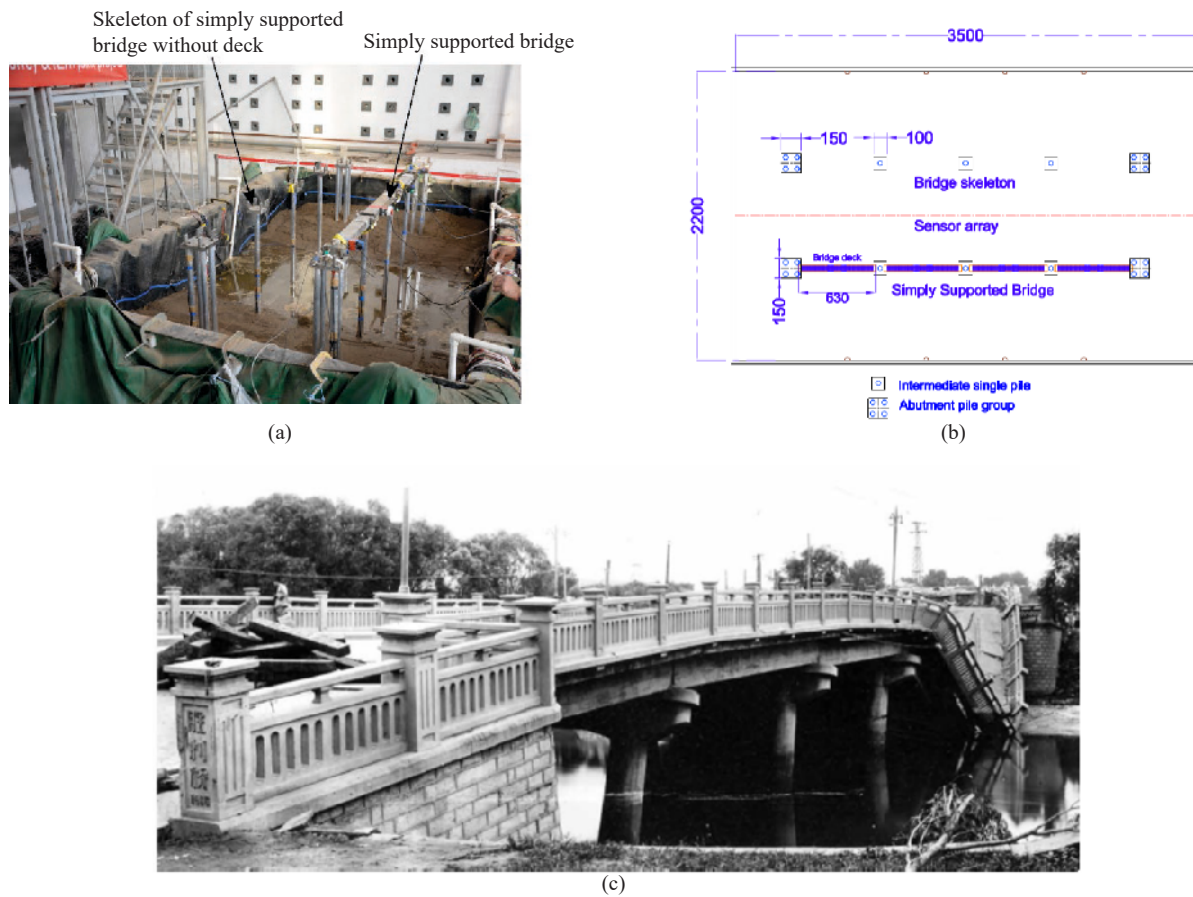 Skeleton of simply supported
bridge without deck
Simply supported bridge
(a)
3500
150
100
Bridge skeleton
2200
Sensor array
Bridge deck
630
150
Simply Supported Bridge
Intermediate single pile
Abutment pile group
(b)
(c)